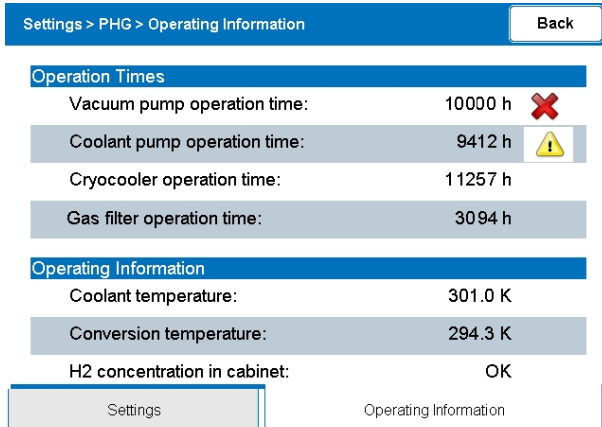 Settings > PHG > Operating Information Back
Operation Times
Vacuum pump operation time: 10000 h
Coolant pump operation time: 9412 h
Cryocooler operation time: 11257 h
Gas filter operation time: 3094 h
Operating Information
Coolant temperature: 301.0 K
Conversion temperature: 294.3 K
H2 concentration in cabinet: OK
Settings Operating Information